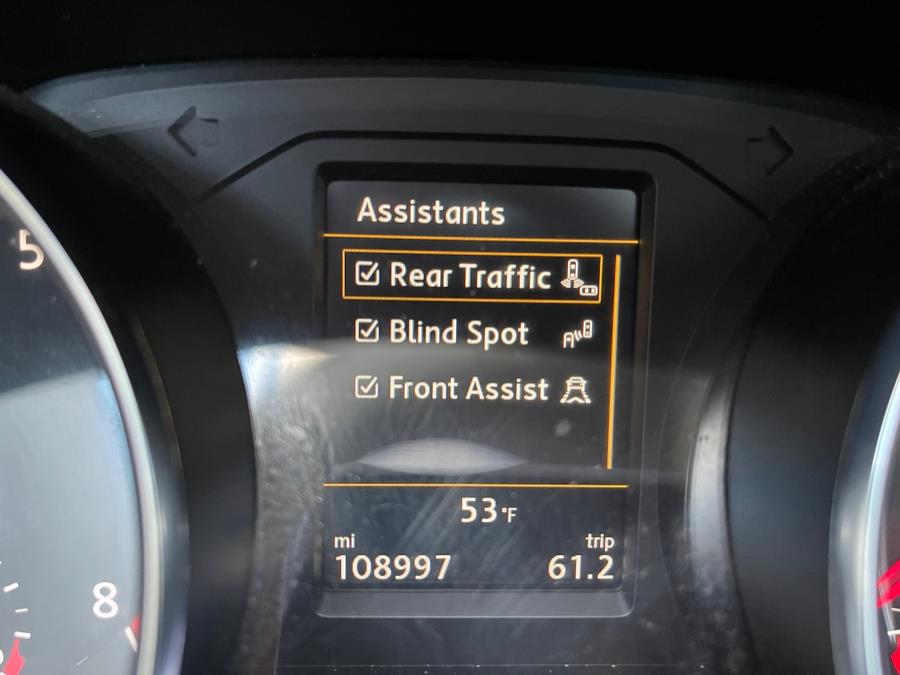 Assistants
5
Rear Traffic
Blind Spot
Front Assist
53°F
mi trip
108997 61.2
8